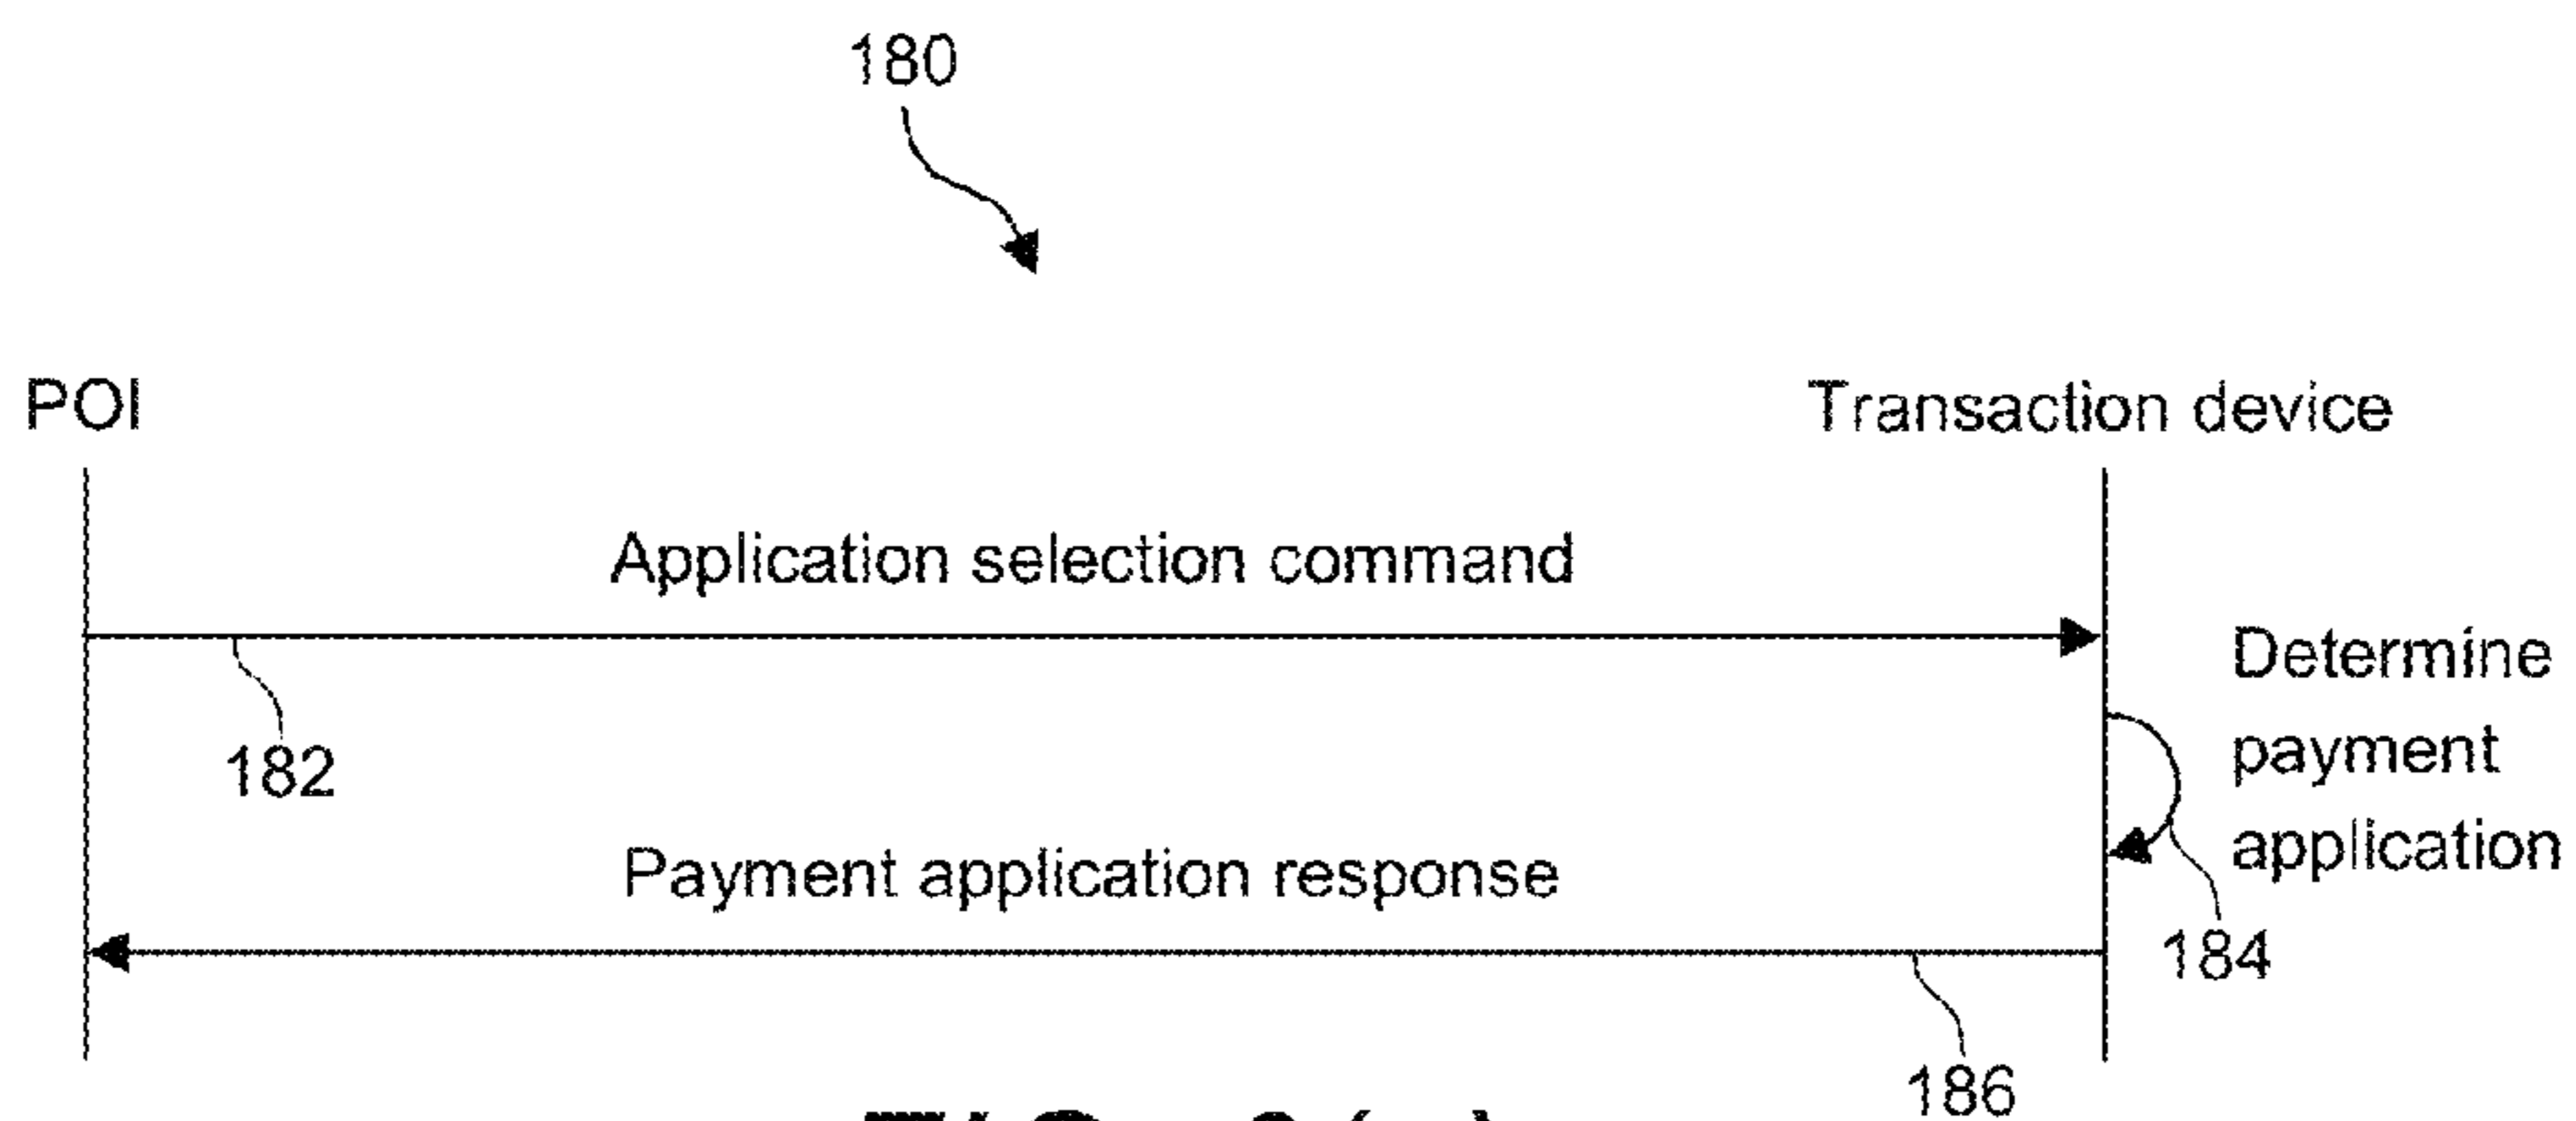 180
POI
Transaction device
Application selection command
182
Determine
payment
application
184
Payment application response
186